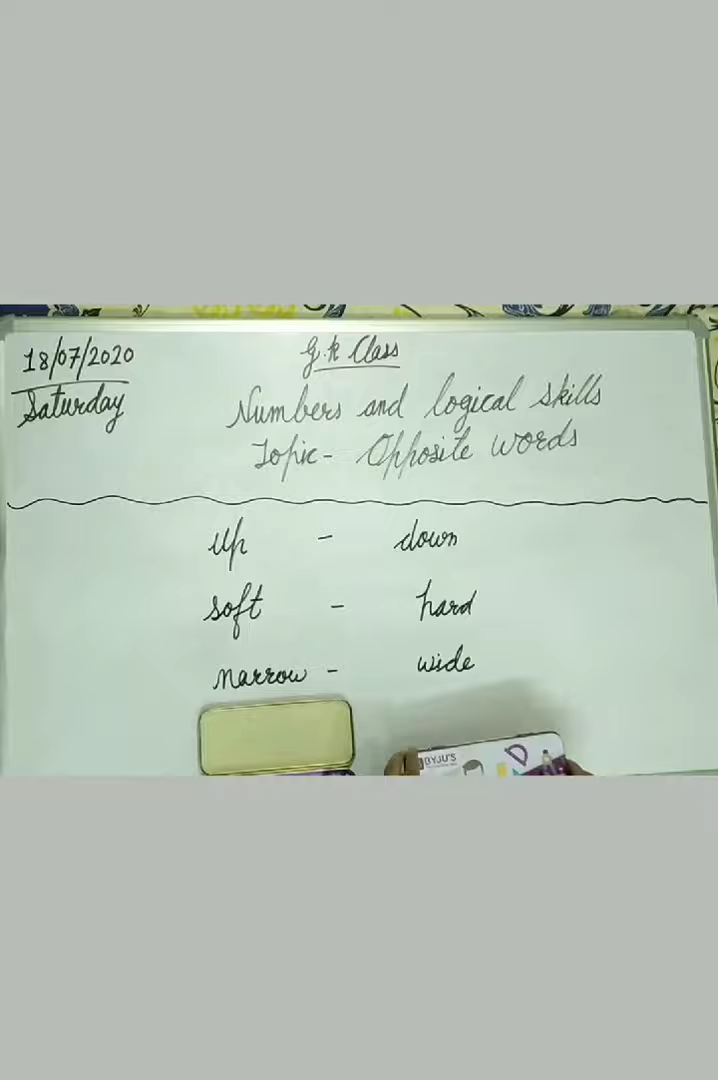 18/07/2020
Saturday
G.K Class
Numbers and logical skills
Topic - Opposite words
up - down
soft - hard
narrow - wide
BYJU'S